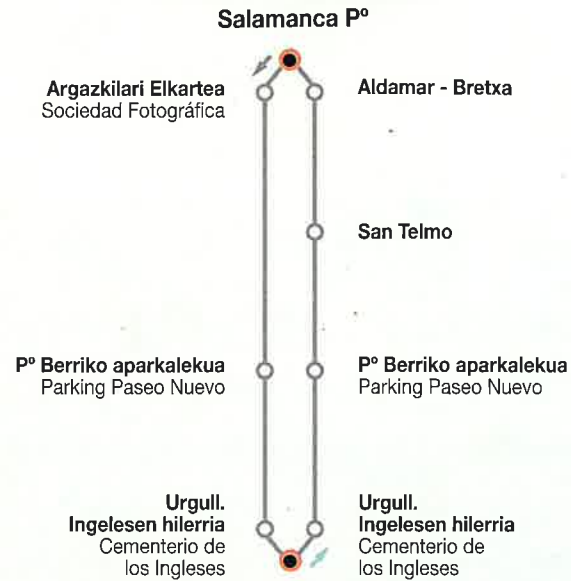 Salamanca Pº
Argazkilari Elkartea
Sociedad Fotográfica
Aldamar - Bretxa
San Telmo
Pº Berriko aparkalekua
Parking Paseo Nuevo
Pº Berriko aparkalekua
Parking Paseo Nuevo
Urgull.
Ingelesen hilerria
Cementerio de
los Ingleses
Urgull.
Ingelesen hilerria
Cementerio de
los Ingleses